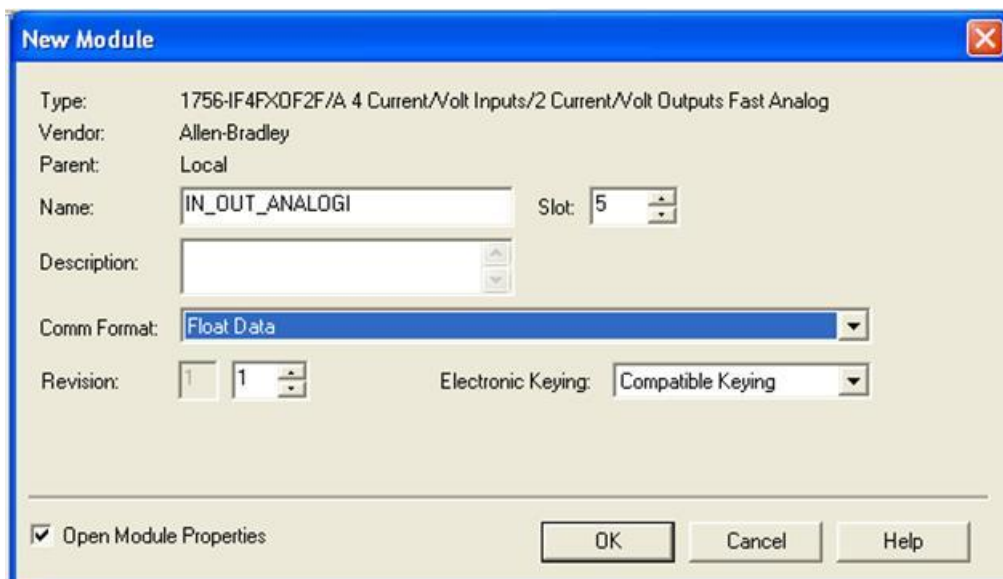 New Module
Type: 1756-IF4FXOF2F/A 4 Current/Volt Inputs/2 Current/Volt Outputs Fast Analog
Vendor: Allen-Bradley
Parent: Local
Name: IN_OUT_ANALOGI Slot: 5
Description:
Comm Format: Float Data
Revision: 1 1 Electronic Keying: Compatible Keying
Open Module Properties OK Cancel Help